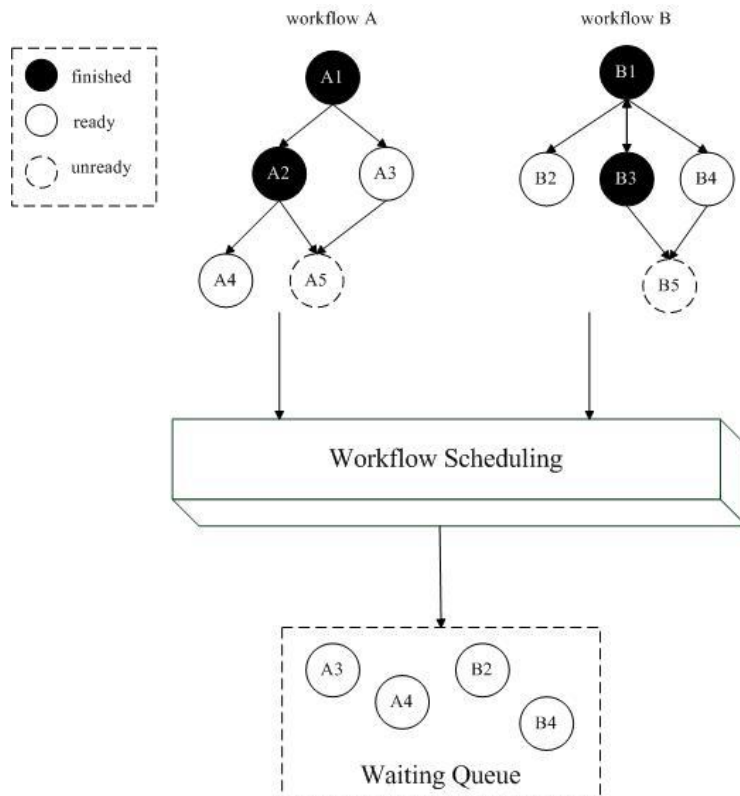 workflow A
workflow B
finished
ready
unready
A1
B1
A2
A3
B2
B3
B4
A4
A5
B5
Workflow Scheduling
A3
B2
A4
B4
Waiting Queue